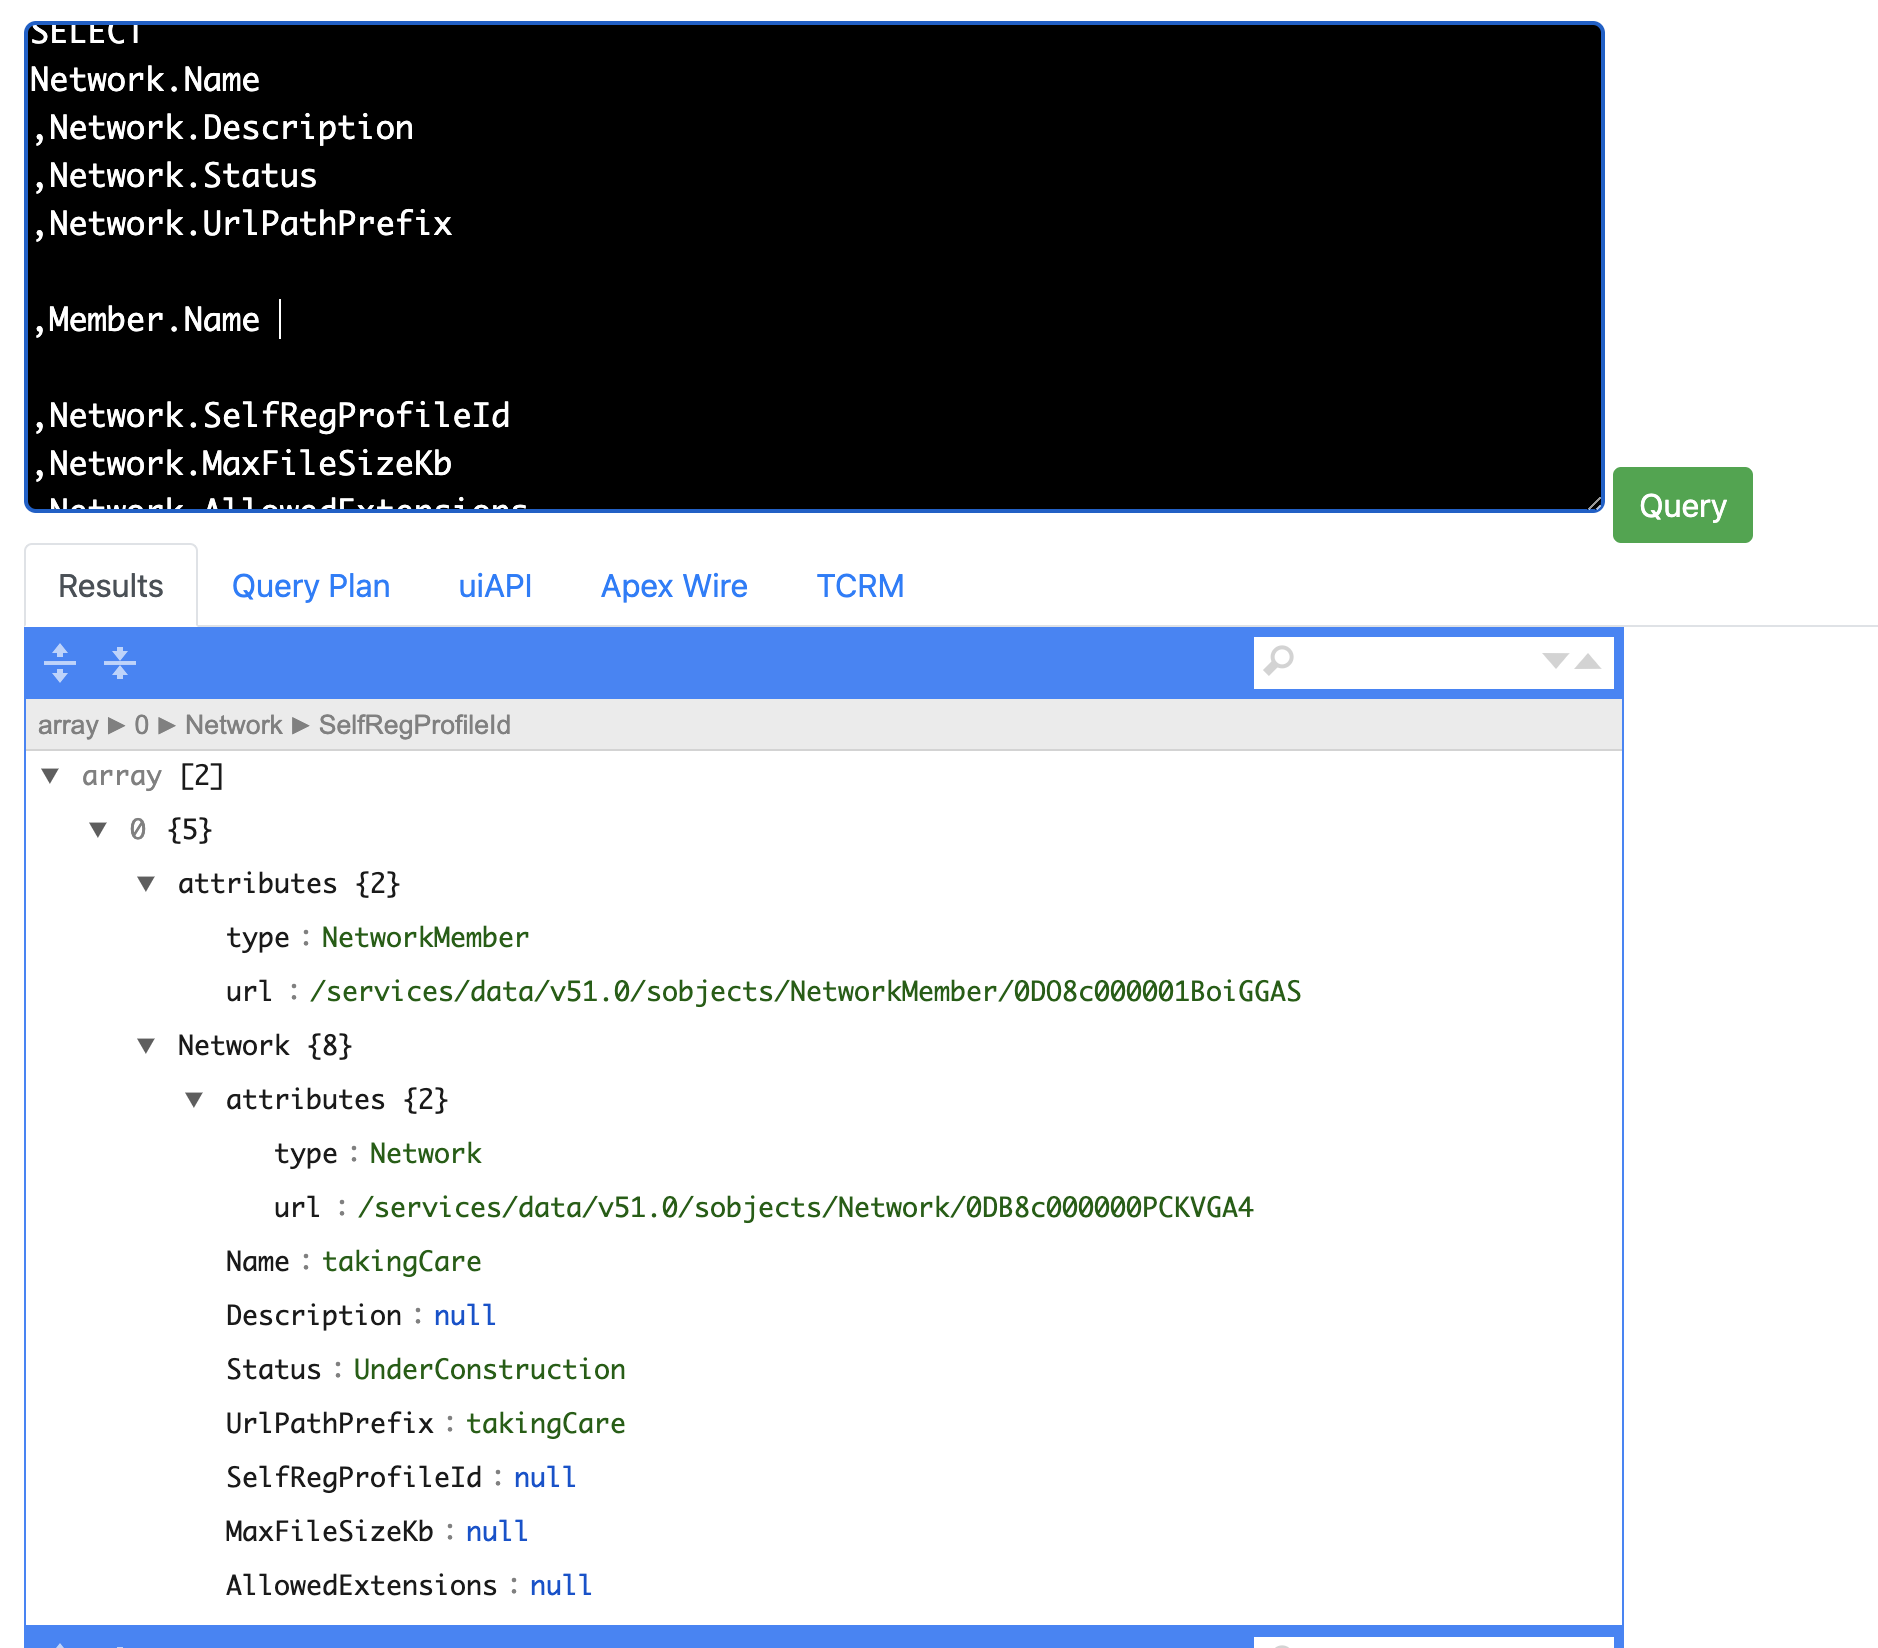 SELECT
Network.Name
,Network.Description
,Network.Status
,Network.UrlPathPrefix
,Member.Name
,Network.SelfRegProfileId
,Network.MaxFileSizeKb
,Network.AllowedExtensions
Query
Results Query Plan uiAPI Apex Wire TCRM
array ▶ 0 ▶ Network ▶ SelfRegProfileId
▼ array [2]
▼ 0 {5}
▼ attributes {2}
type : NetworkMember
url : /services/data/v51.0/sobjects/NetworkMember/0DO8c000001BoiGGAS
▼ Network {8}
▼ attributes {2}
type : Network
url : /services/data/v51.0/sobjects/Network/0DB8c000000PCKVGA4
Name : takingCare
Description : null
Status : UnderConstruction
UrlPathPrefix : takingCare
SelfRegProfileId : null
MaxFileSizeKb : null
AllowedExtensions : null